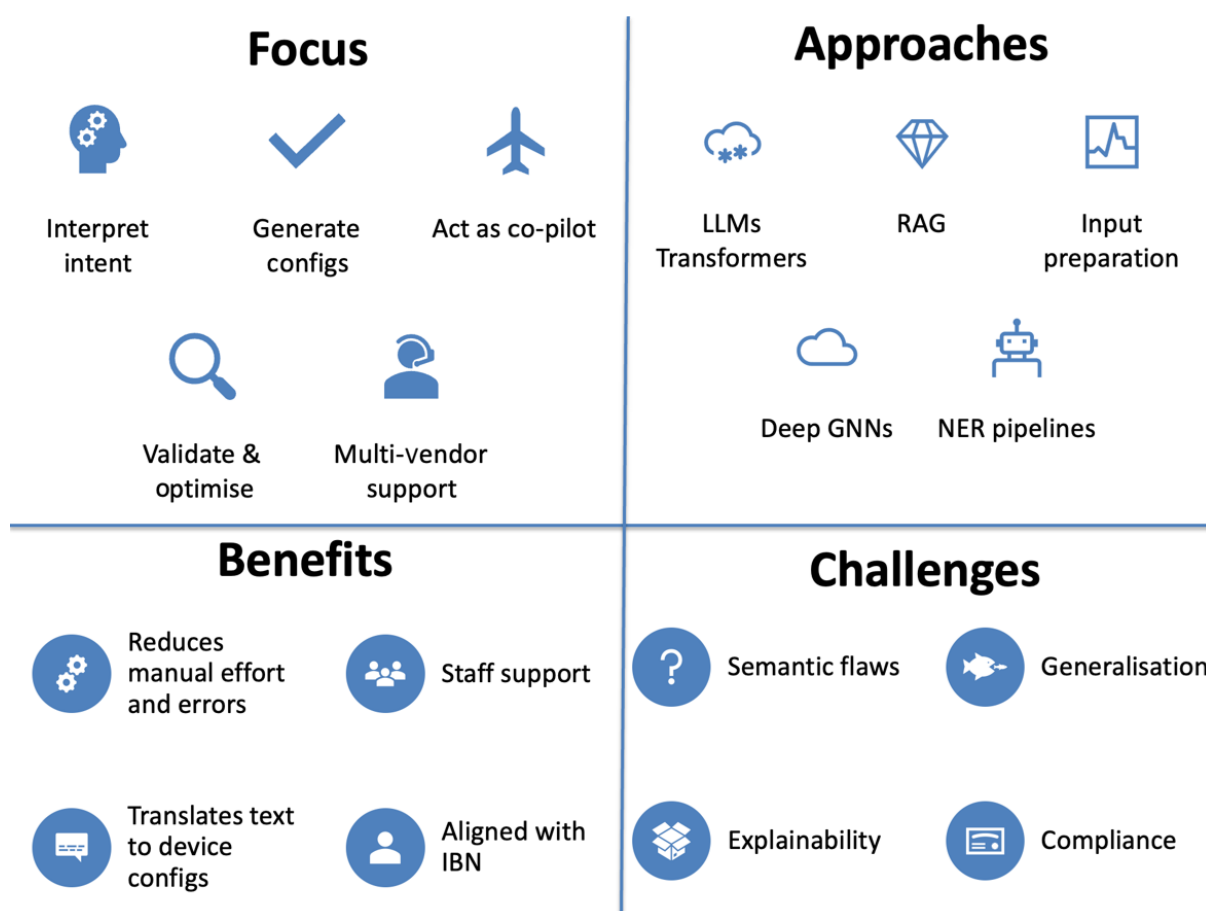 Focus
Interpret
intent
Generate
configs
Act as co-pilot
Validate &
optimise
Multi-vendor
support
Approaches
LLMs
Transformers
RAG
Input
preparation
Deep GNNs
NER pipelines
Benefits
Reduces
manual effort
and errors
Staff support
Translates text
to device
configs
Aligned with
IBN
Challenges
Semantic flaws
Generalisation
Explainability
Compliance